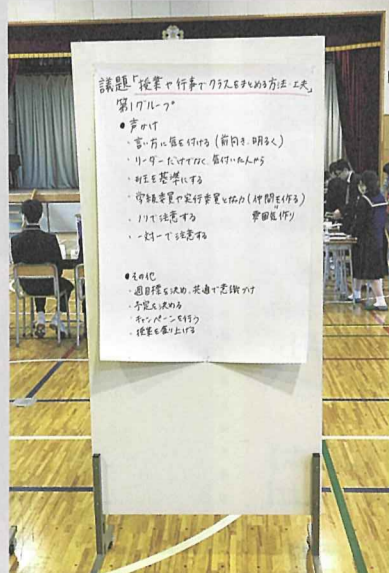 議題「授業や行事でクラスをまとめる方法・工夫」
第1グループ
●声かけ
・言い方に気を付ける(前向き、明るく)
・リーダーだけでなく、気付いた人から
・班を基準にする
・学級委員や実行委員と協力(仲間を作る)
雰囲気作り
・1人で注意する
・一対一で注意する
●その他
・週目標を決め、共通で意識づけ
・予定を決める
・キャンペーンを行う
・授業を盛り上げる